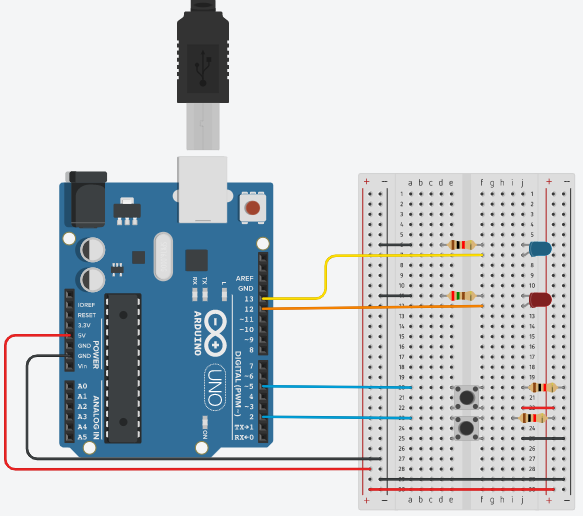 AREF
GND
13
12
~11
~10
~9
8
7
~6
~5
4
~3
2
TX→1
RX←0
DIGITAL (PWM~)
L
TX
RX
ARDUINO
UNO
ON
IOREF
RESET
3.3V
5V
GND
GND
Vin
POWER
A0
A1
A2
A3
A4
A5
ANALOG IN
+ - a b c d e f g h i j + -
+ - a b c d e f g h i j + -